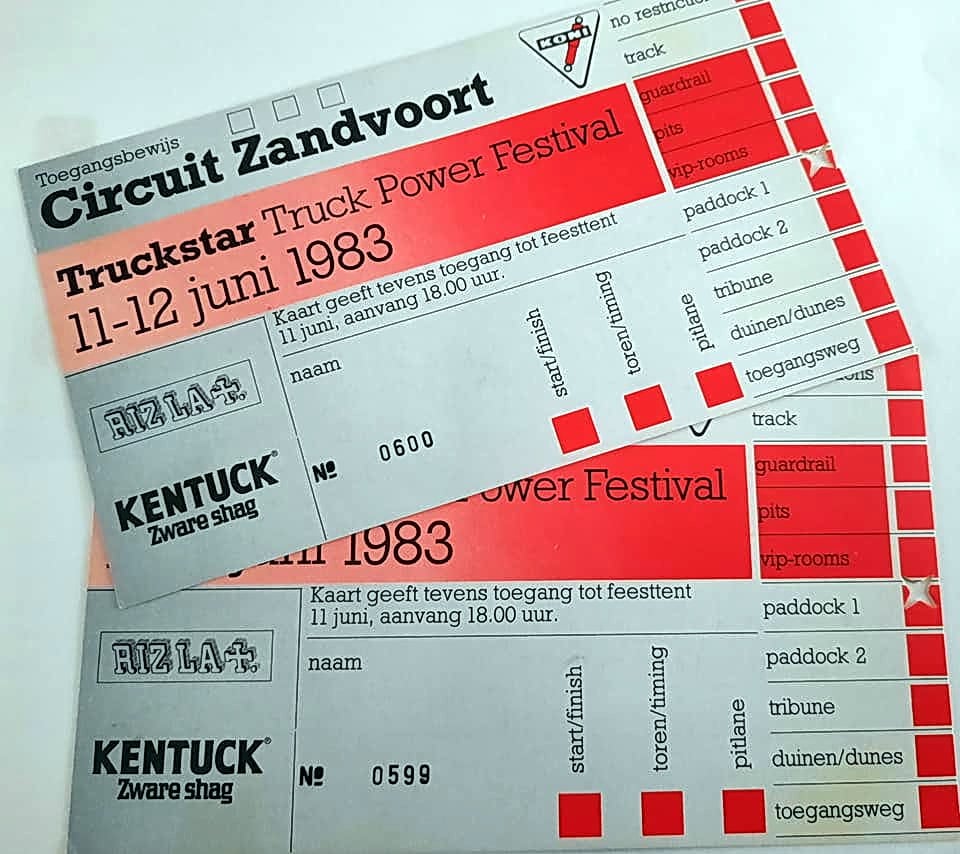 Toegangsbewijs
Circuit Zandvoort
KONI
Truckstar Truck Power Festival
11-12 juni 1983
Kaart geeft tevens toegang tot feesttent
11 juni, aanvang 18.00 uur.
naam
No 0600
RIZLA+.
KENTUCK®
Zware shag
start/finish
toren/timing
pitlane
no
track
guardrail
pits
vip-rooms
paddock 1
paddock 2
tribune
duinen/dunes
toegangsweg
ower Festival
1983
Kaart geeft tevens toegang tot feesttent
11 juni, aanvang 18.00 uur.
naam
No 0599
RIZLA+.
KENTUCK®
Zware shag
start/finish
toren/timing
pitlane
track
guardrail
pits
vip-rooms
paddock 1
paddock 2
tribune
duinen/dunes
toegangsweg